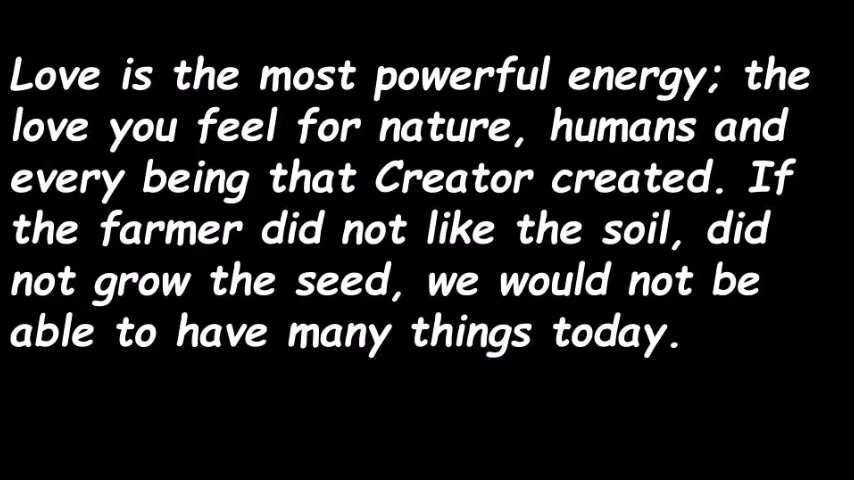 Love is the most powerful energy; the
love you feel for nature, humans and
every being that Creator created. If
the farmer did not like the soil, did
not grow the seed, we would not be
able to have many things today.